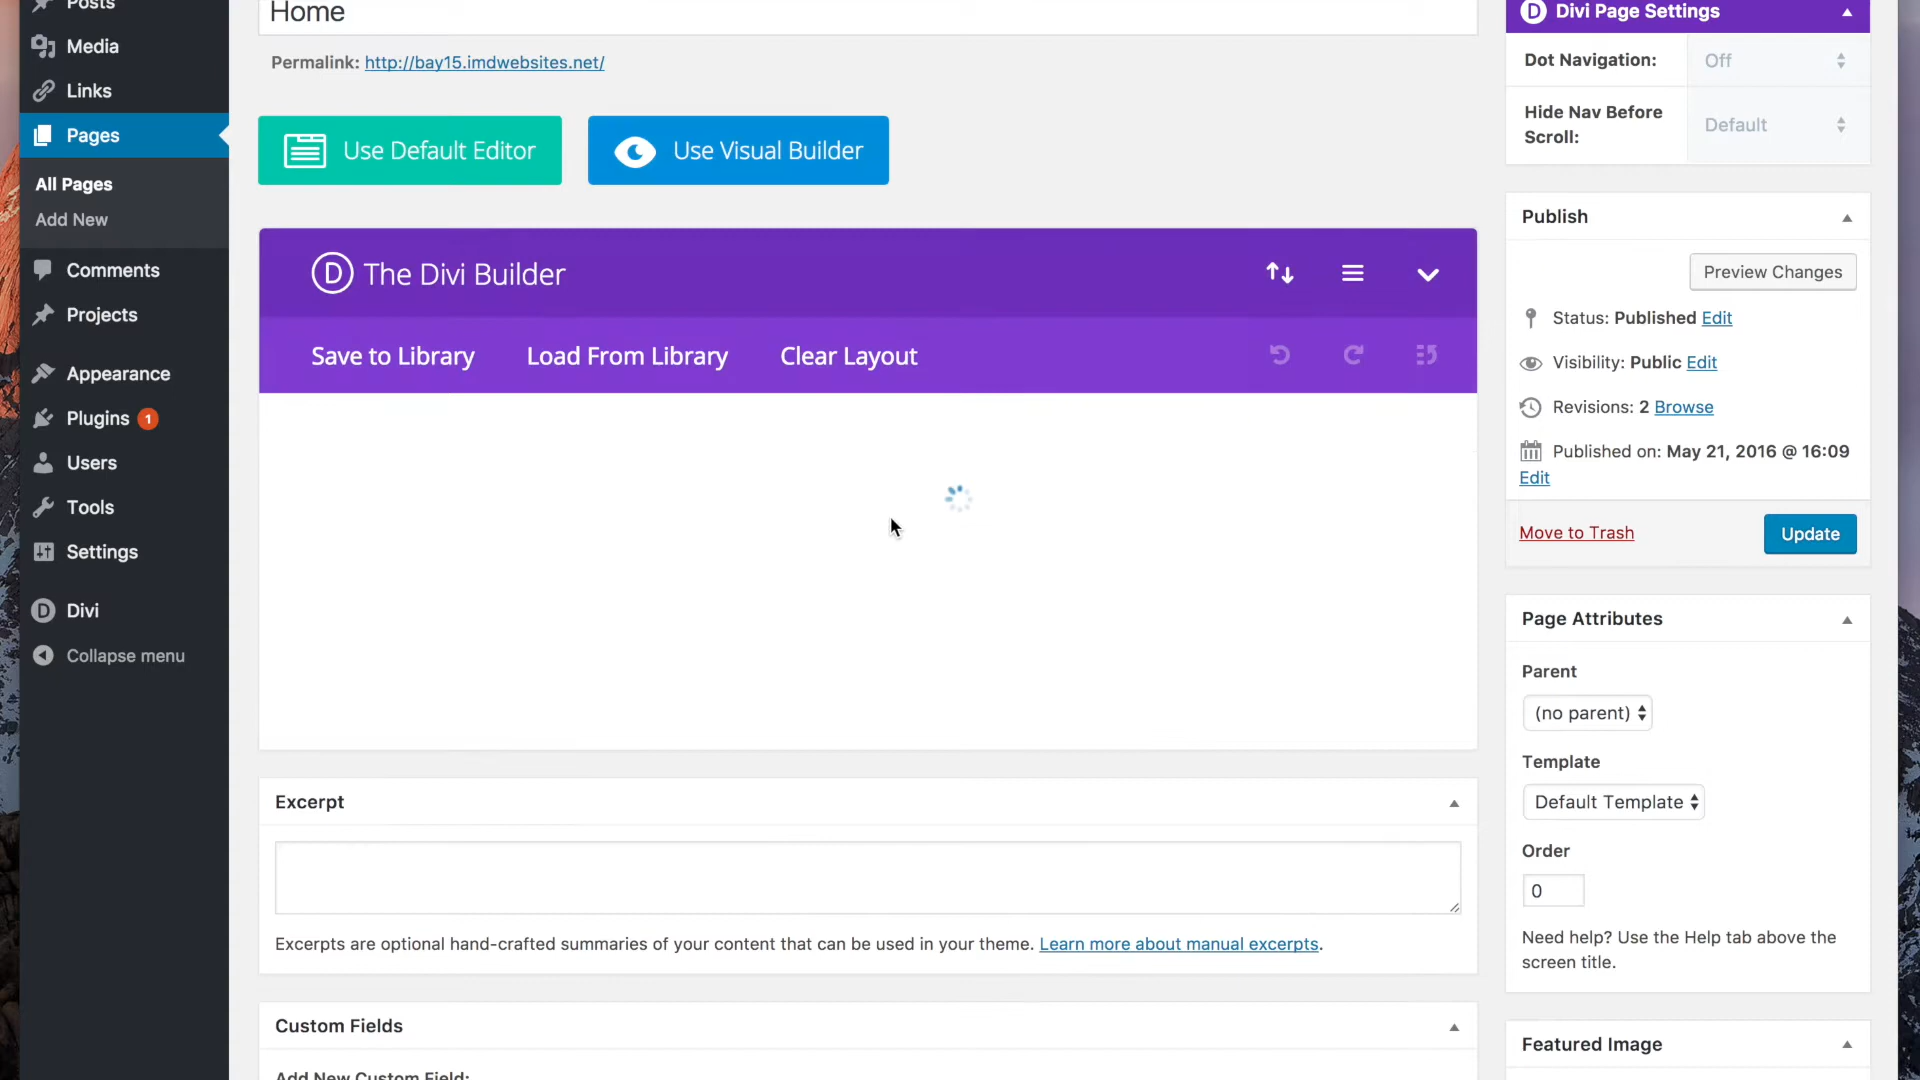 Posts
Media
Links
Pages
All Pages
Add New
Comments
Projects
Appearance
Plugins 1
Users
Tools
Settings
Divi
Collapse menu
Home
Permalink: http://bay15.imdwebsites.net/
Use Default Editor
Use Visual Builder
The Divi Builder
Save to Library
Load From Library
Clear Layout
Excerpt
Excerpts are optional hand-crafted summaries of your content that can be used in your theme. Learn more about manual excerpts.
Custom Fields
Add New Custom Field:
Divi Page Settings
Dot Navigation: Off
Hide Nav Before
Scroll:
Default
Publish
Preview Changes
Status: Published Edit
Visibility: Public Edit
Revisions: 2 Browse
Published on: May 21, 2016 @ 16:09
Edit
Move to Trash
Update
Page Attributes
Parent
(no parent)
Template
Default Template
Order
0
Need help? Use the Help tab above the
screen title.
Featured Image